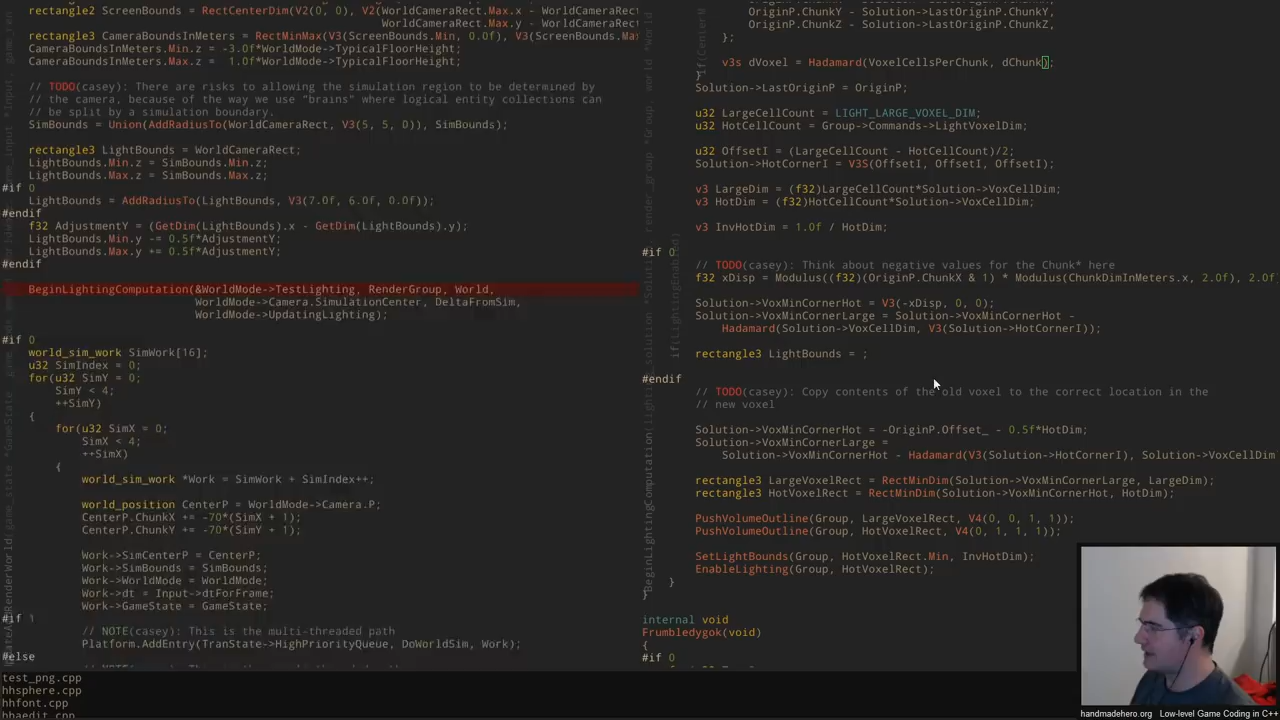 rectangle2 ScreenBounds = RectCenterDim(V2(0, 0), V2(WorldCameraRect.Max.x - WorldCameraRect
WorldCameraRect.Max.y - WorldCameraRect
rectangle3 CameraBoundsInMeters = RectMinMax(V3(ScreenBounds.Min, 0.0f), V3(ScreenBounds.Ma
CameraBoundsInMeters.Min.z = -3.0f*WorldMode->TypicalFloorHeight;
CameraBoundsInMeters.Max.z =  1.0f*WorldMode->TypicalFloorHeight;
// TODO(casey): There are risks to allowing the simulation region to be determined by
// the camera, because of the way we use "brains" where logical entity collections can
// be split by a simulation boundary.
SimBounds = Union(AddRadiusTo(WorldCameraRect, V3(5, 5, 0)), SimBounds);
rectangle3 LightBounds = WorldCameraRect;
LightBounds.Min.z = SimBounds.Min.z;
LightBounds.Max.z = SimBounds.Max.z;
#if 0
LightBounds = AddRadiusTo(LightBounds, V3(7.0f, 6.0f, 0.0f));
#endif
f32 AdjustmentY = (GetDim(LightBounds).x - GetDim(LightBounds).y);
LightBounds.Min.y -= 0.5f*AdjustmentY;
LightBounds.Max.y += 0.5f*AdjustmentY;
#endif
BeginLightingComputation(&WorldMode->TestLighting, RenderGroup, World,
WorldMode->Camera.SimulationCenter, DeltaFromSim,
WorldMode->UpdatingLighting);
#if 0
world_sim_work SimWork[16];
u32 SimIndex = 0;
for(u32 SimY = 0;
SimY < 4;
++SimY)
{
for(u32 SimX = 0;
SimX < 4;
++SimX)
{
world_sim_work *Work = SimWork + SimIndex++;
world_position CenterP = WorldMode->Camera.P;
CenterP.ChunkX += -70*(SimX + 1);
CenterP.ChunkY += -70*(SimY + 1);
Work->SimCenterP = CenterP;
Work->SimBounds = SimBounds;
Work->WorldMode = WorldMode;
Work->dt = Input->dtForFrame;
Work->GameState = GameState;
#if 1
// NOTE(casey): This is the multi-threaded path
Platform.AddEntry(TranState->HighPriorityQueue, DoWorldSim, Work);
#else
OriginP.ChunkY - Solution->LastOriginP.ChunkY,
OriginP.ChunkZ - Solution->LastOriginP.ChunkZ,
};
v3s dVoxel = Hadamard(VoxelCellsPerChunk, dChunk);
}
Solution->LastOriginP = OriginP;
u32 LargeCellCount = LIGHT_LARGE_VOXEL_DIM;
u32 HotCellCount = Group->Commands->LightVoxelDim;
u32 OffsetI = (LargeCellCount - HotCellCount)/2;
Solution->HotCornerI = V3S(OffsetI, OffsetI, OffsetI);
v3 LargeDim = (f32)LargeCellCount*Solution->VoxCellDim;
v3 HotDim = (f32)HotCellCount*Solution->VoxCellDim;
v3 InvHotDim = 1.0f / HotDim;
#if 0
// TODO(casey): Think about negative values for the Chunk* here
f32 xDisp = Modulus((f32)(OriginP.ChunkX & 1) * Modulus(ChunkDimInMeters.x, 2.0f), 2.0f
Solution->VoxMinCornerHot = V3(-xDisp, 0, 0);
Solution->VoxMinCornerLarge = Solution->VoxMinCornerHot -
Hadamard(Solution->VoxCellDim, V3(Solution->HotCornerI));
rectangle3 LightBounds = ;
#endif
// TODO(casey): Copy contents of the old voxel to the correct location in the
// new voxel
Solution->VoxMinCornerHot = -OriginP.Offset_ - 0.5f*HotDim;
Solution->VoxMinCornerLarge =
Solution->VoxMinCornerHot - Hadamard(V3(Solution->HotCornerI), Solution->VoxCellDim
rectangle3 LargeVoxelRect = RectMinDim(Solution->VoxMinCornerLarge, LargeDim);
rectangle3 HotVoxelRect = RectMinDim(Solution->VoxMinCornerHot, HotDim);
PushVolumeOutline(Group, LargeVoxelRect, V4(0, 0, 1, 1));
PushVolumeOutline(Group, HotVoxelRect, V4(0, 1, 1, 1));
SetLightBounds(Group, HotVoxelRect.Min, InvHotDim);
EnableLighting(Group, HotVoxelRect);
}
}
internal void
Frumbledygok(void)
{
#if 0
test_png.cpp
hhsphere.cpp
hhfont.cpp
hhaedit.cpp
handmadehero.org  Low-level Game Coding in C++